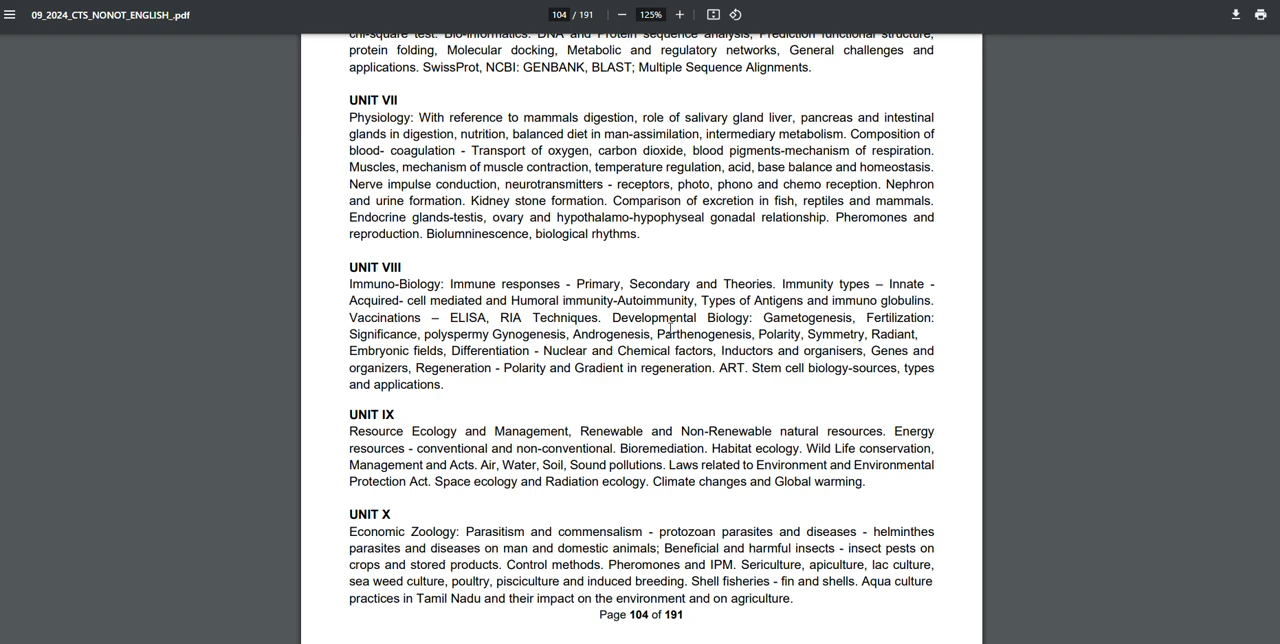 09_2024_CTS_NONOT_ENGLISH_.pdf
104 / 191
125%
chi-square test. Bio-informatics: DNA and Protein sequence analysis, Prediction functional structure,
protein folding, Molecular docking, Metabolic and regulatory networks, General challenges and
applications. SwissProt, NCBI: GENBANK, BLAST; Multiple Sequence Alignments.
UNIT VII
Physiology: With reference to mammals digestion, role of salivary gland liver, pancreas and intestinal
glands in digestion, nutrition, balanced diet in man-assimilation, intermediary metabolism. Composition of
blood- coagulation - Transport of oxygen, carbon dioxide, blood pigments-mechanism of respiration.
Muscles, mechanism of muscle contraction, temperature regulation, acid, base balance and homeostasis.
Nerve impulse conduction, neurotransmitters - receptors, photo, phono and chemo reception. Nephron
and urine formation. Kidney stone formation. Comparison of excretion in fish, reptiles and mammals.
Endocrine glands-testis, ovary and hypothalamo-hypophyseal gonadal relationship. Pheromones and
reproduction. Biolumninescence, biological rhythms.
UNIT VIII
Immuno-Biology: Immune responses - Primary, Secondary and Theories. Immunity types – Innate -
Acquired- cell mediated and Humoral immunity-Autoimmunity, Types of Antigens and immuno globulins.
Vaccinations – ELISA, RIA Techniques. Developmental Biology: Gametogenesis, Fertilization:
Significance, polyspermy Gynogenesis, Androgenesis, Parthenogenesis, Polarity, Symmetry, Radiant,
Embryonic fields, Differentiation - Nuclear and Chemical factors, Inductors and organisers, Genes and
organizers, Regeneration - Polarity and Gradient in regeneration. ART. Stem cell biology-sources, types
and applications.
UNIT IX
Resource Ecology and Management, Renewable and Non-Renewable natural resources. Energy
resources - conventional and non-conventional. Bioremediation. Habitat ecology. Wild Life conservation,
Management and Acts. Air, Water, Soil, Sound pollutions. Laws related to Environment and Environmental
Protection Act. Space ecology and Radiation ecology. Climate changes and Global warming.
UNIT X
Economic Zoology: Parasitism and commensalism - protozoan parasites and diseases - helminthes
parasites and diseases on man and domestic animals; Beneficial and harmful insects - insect pests on
crops and stored products. Control methods. Pheromones and IPM. Sericulture, apiculture, lac culture,
sea weed culture, poultry, pisciculture and induced breeding. Shell fisheries - fin and shells. Aqua culture
practices in Tamil Nadu and their impact on the environment and on agriculture.
Page 104 of 191